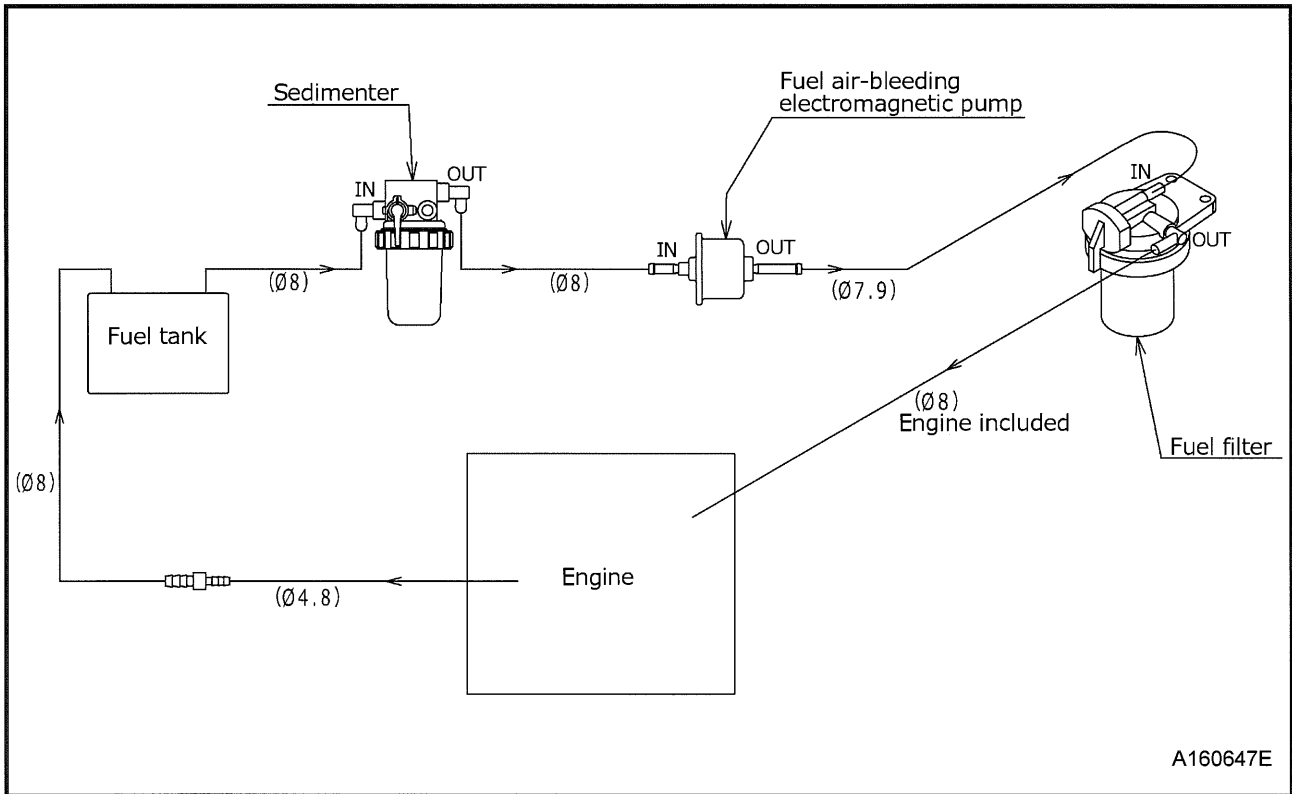 Sedimenter
Fuel air-bleeding
electromagnetic pump
IN
OUT
IN
OUT
IN
OUT
(Ø8)
(Ø8)
(Ø7.9)
Fuel tank
(Ø8)
Engine included
Fuel filter
(Ø8)
Engine
(Ø4.8)
A160647E